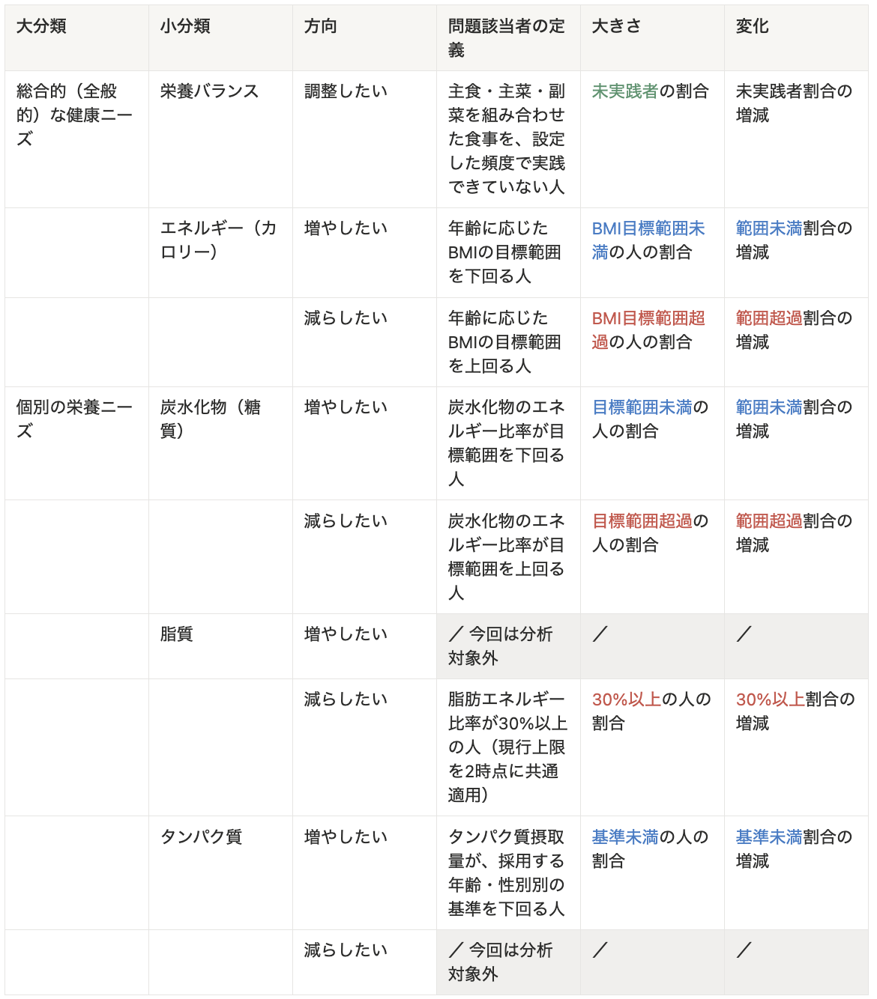 大分類
小分類
方向
問題該当者の定
義
大きさ
変化
総合的（全般
的）な健康ニー
ズ
栄養バランス
調整したい
主食・主菜・副
菜を組み合わせ
た食事を、設定
した頻度で実践
できていない人
未実践者の割合
未実践者割合の
増減
エネルギー（カ
ロリー）
増やしたい
年齢に応じた
BMIの目標範囲
を下回る人
BMI目標範囲未
満の人の割合
範囲未満割合の
増減
減らしたい
年齢に応じた
BMIの目標範囲
を上回る人
BMI目標範囲超
過の人の割合
範囲超過割合の
増減
個別の栄養ニー
ズ
炭水化物（糖
質）
増やしたい
炭水化物のエネ
ルギー比率が目
標範囲を下回る
人
目標範囲未満の
人の割合
範囲未満割合の
増減
減らしたい
炭水化物のエネ
ルギー比率が目
標範囲を上回る
人
目標範囲超過の
人の割合
範囲超過割合の
増減
脂質
増やしたい
／ 今回は分析
対象外
／
／
減らしたい
脂肪エネルギー
比率が30%以上
の人（現行上限
を2時点に共通
適用）
30%以上の人の
割合
30%以上割合の
増減
タンパク質
増やしたい
タンパク質摂取
量が、採用する
年齢・性別別の
基準を下回る人
基準未満の人の
割合
基準未満割合の
増減
減らしたい
／ 今回は分析
対象外
／
／